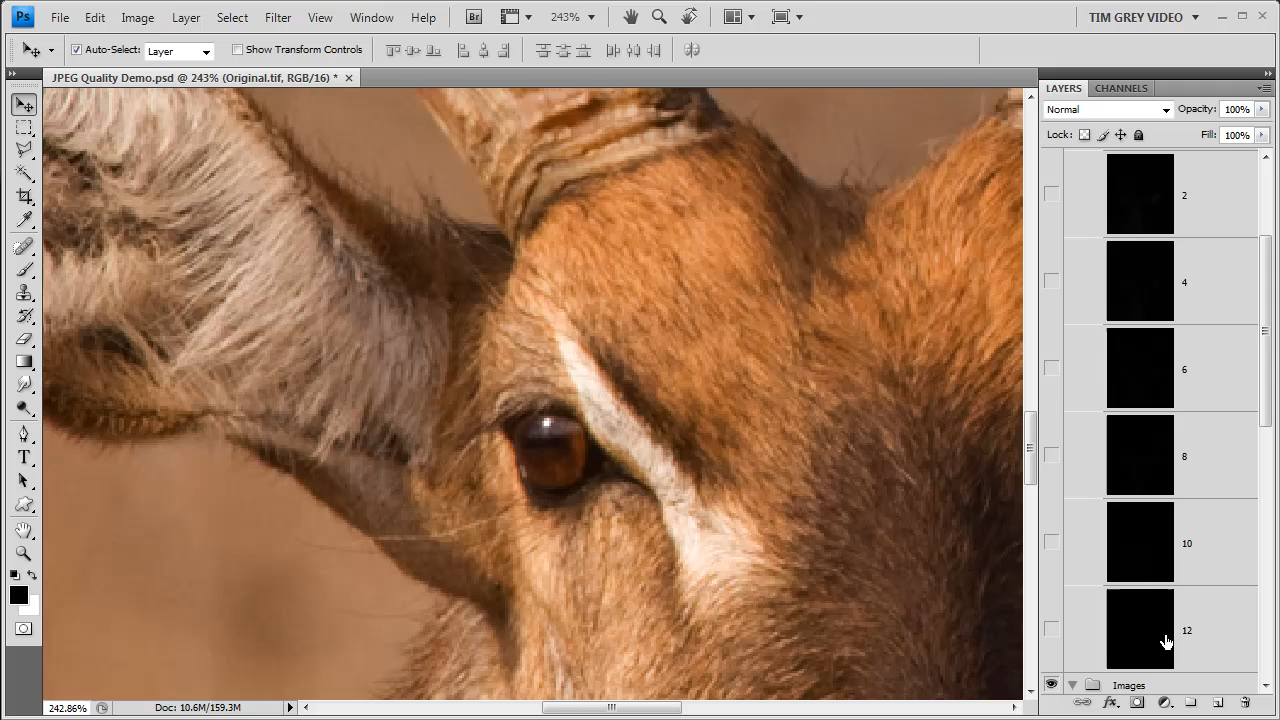 Ps File Edit Image Layer Select Filter View Window Help Br 243% TIM GREY VIDEO
Auto-Select: Layer Show Transform Controls
JPEG Quality Demo.psd @ 243% (Original.tif, RGB/16) *
LAYERS CHANNELS
Normal Opacity: 100%
Lock: Fill: 100%
2
4
6
8
10
12
Images
T
242.86% Doc: 10.6M/159.3M
fx